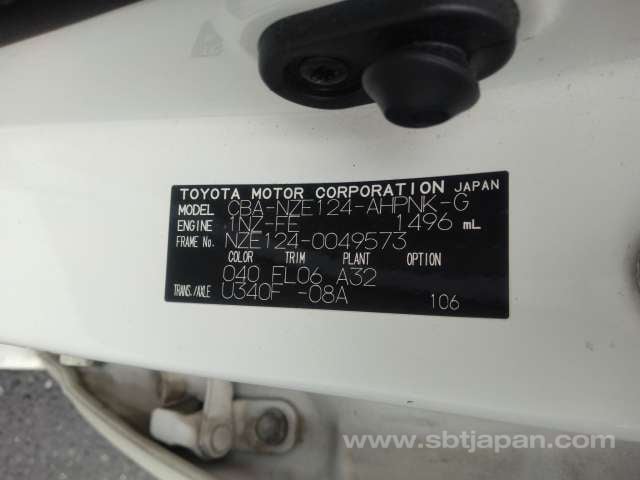 TOYOTA MOTOR CORPORATION JAPAN
MODEL CBA-NZE124-AHPNK-G
ENGINE 1NZ-FE 1496 mL
FRAME No. NZE124-0049573
COLOR TRIM PLANT OPTION
040 FL06 A32
TRANS./AXLE U340F -08A 106
www.sbtjapan.com